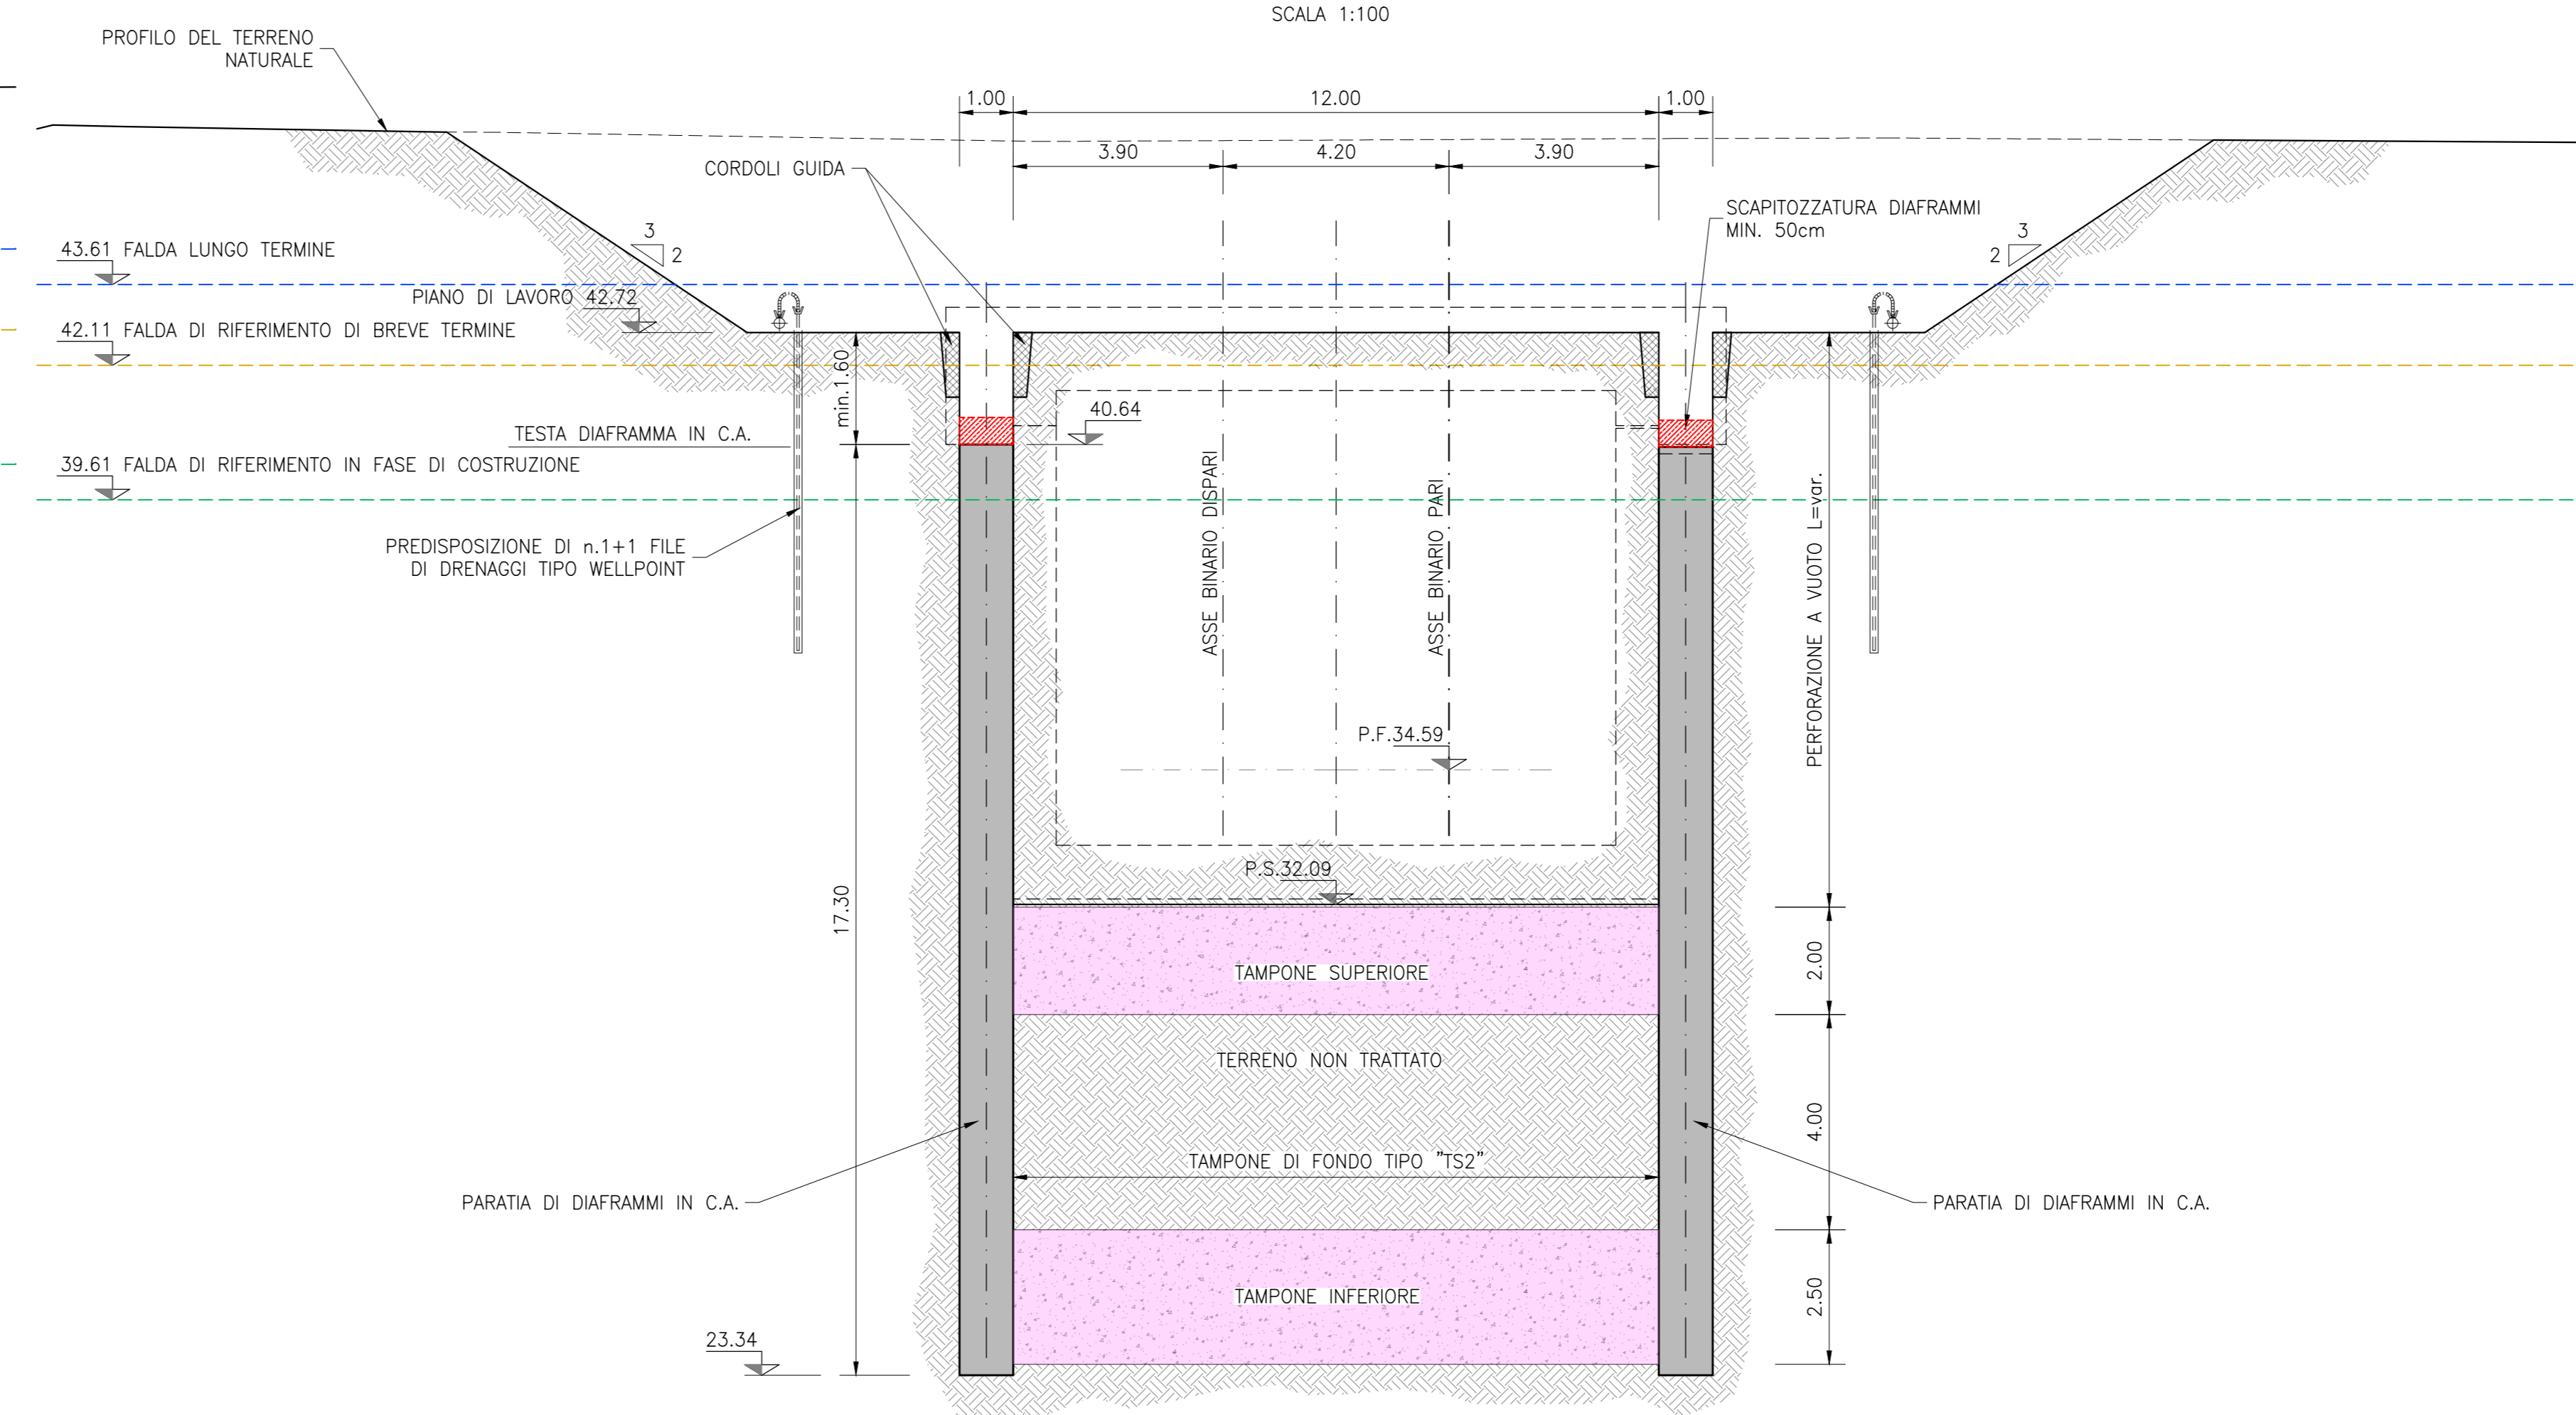 SCALA 1:100
PROFILO DEL TERRENO
NATURALE
1.00
12.00
1.00
3.90
4.20
3.90
CORDOLI GUIDA
SCAPITOZZATURA DIAFRAMMI
MIN. 50cm
3
2
3
2
43.61 FALDA LUNGO TERMINE
PIANO DI LAVORO 42.72
42.11 FALDA DI RIFERIMENTO DI BREVE TERMINE
min.1.60
40.64
TESTA DIAFRAMMA IN C.A.
39.61 FALDA DI RIFERIMENTO IN FASE DI COSTRUZIONE
ASSE BINARIO DISPARI
ASSE BINARIO PARI
PERFORAZIONE A VUOTO L=var.
PREDISPOSIZIONE DI n.1+1 FILE
DI DRENAGGI TIPO WELLPOINT
P.F.34.59
P.S.32.09
17.30
TAMPONE SUPERIORE
2.00
TERRENO NON TRATTATO
4.00
TAMPONE DI FONDO TIPO "TS2"
PARATIA DI DIAFRAMMI IN C.A.
PARATIA DI DIAFRAMMI IN C.A.
TAMPONE INFERIORE
2.50
23.34